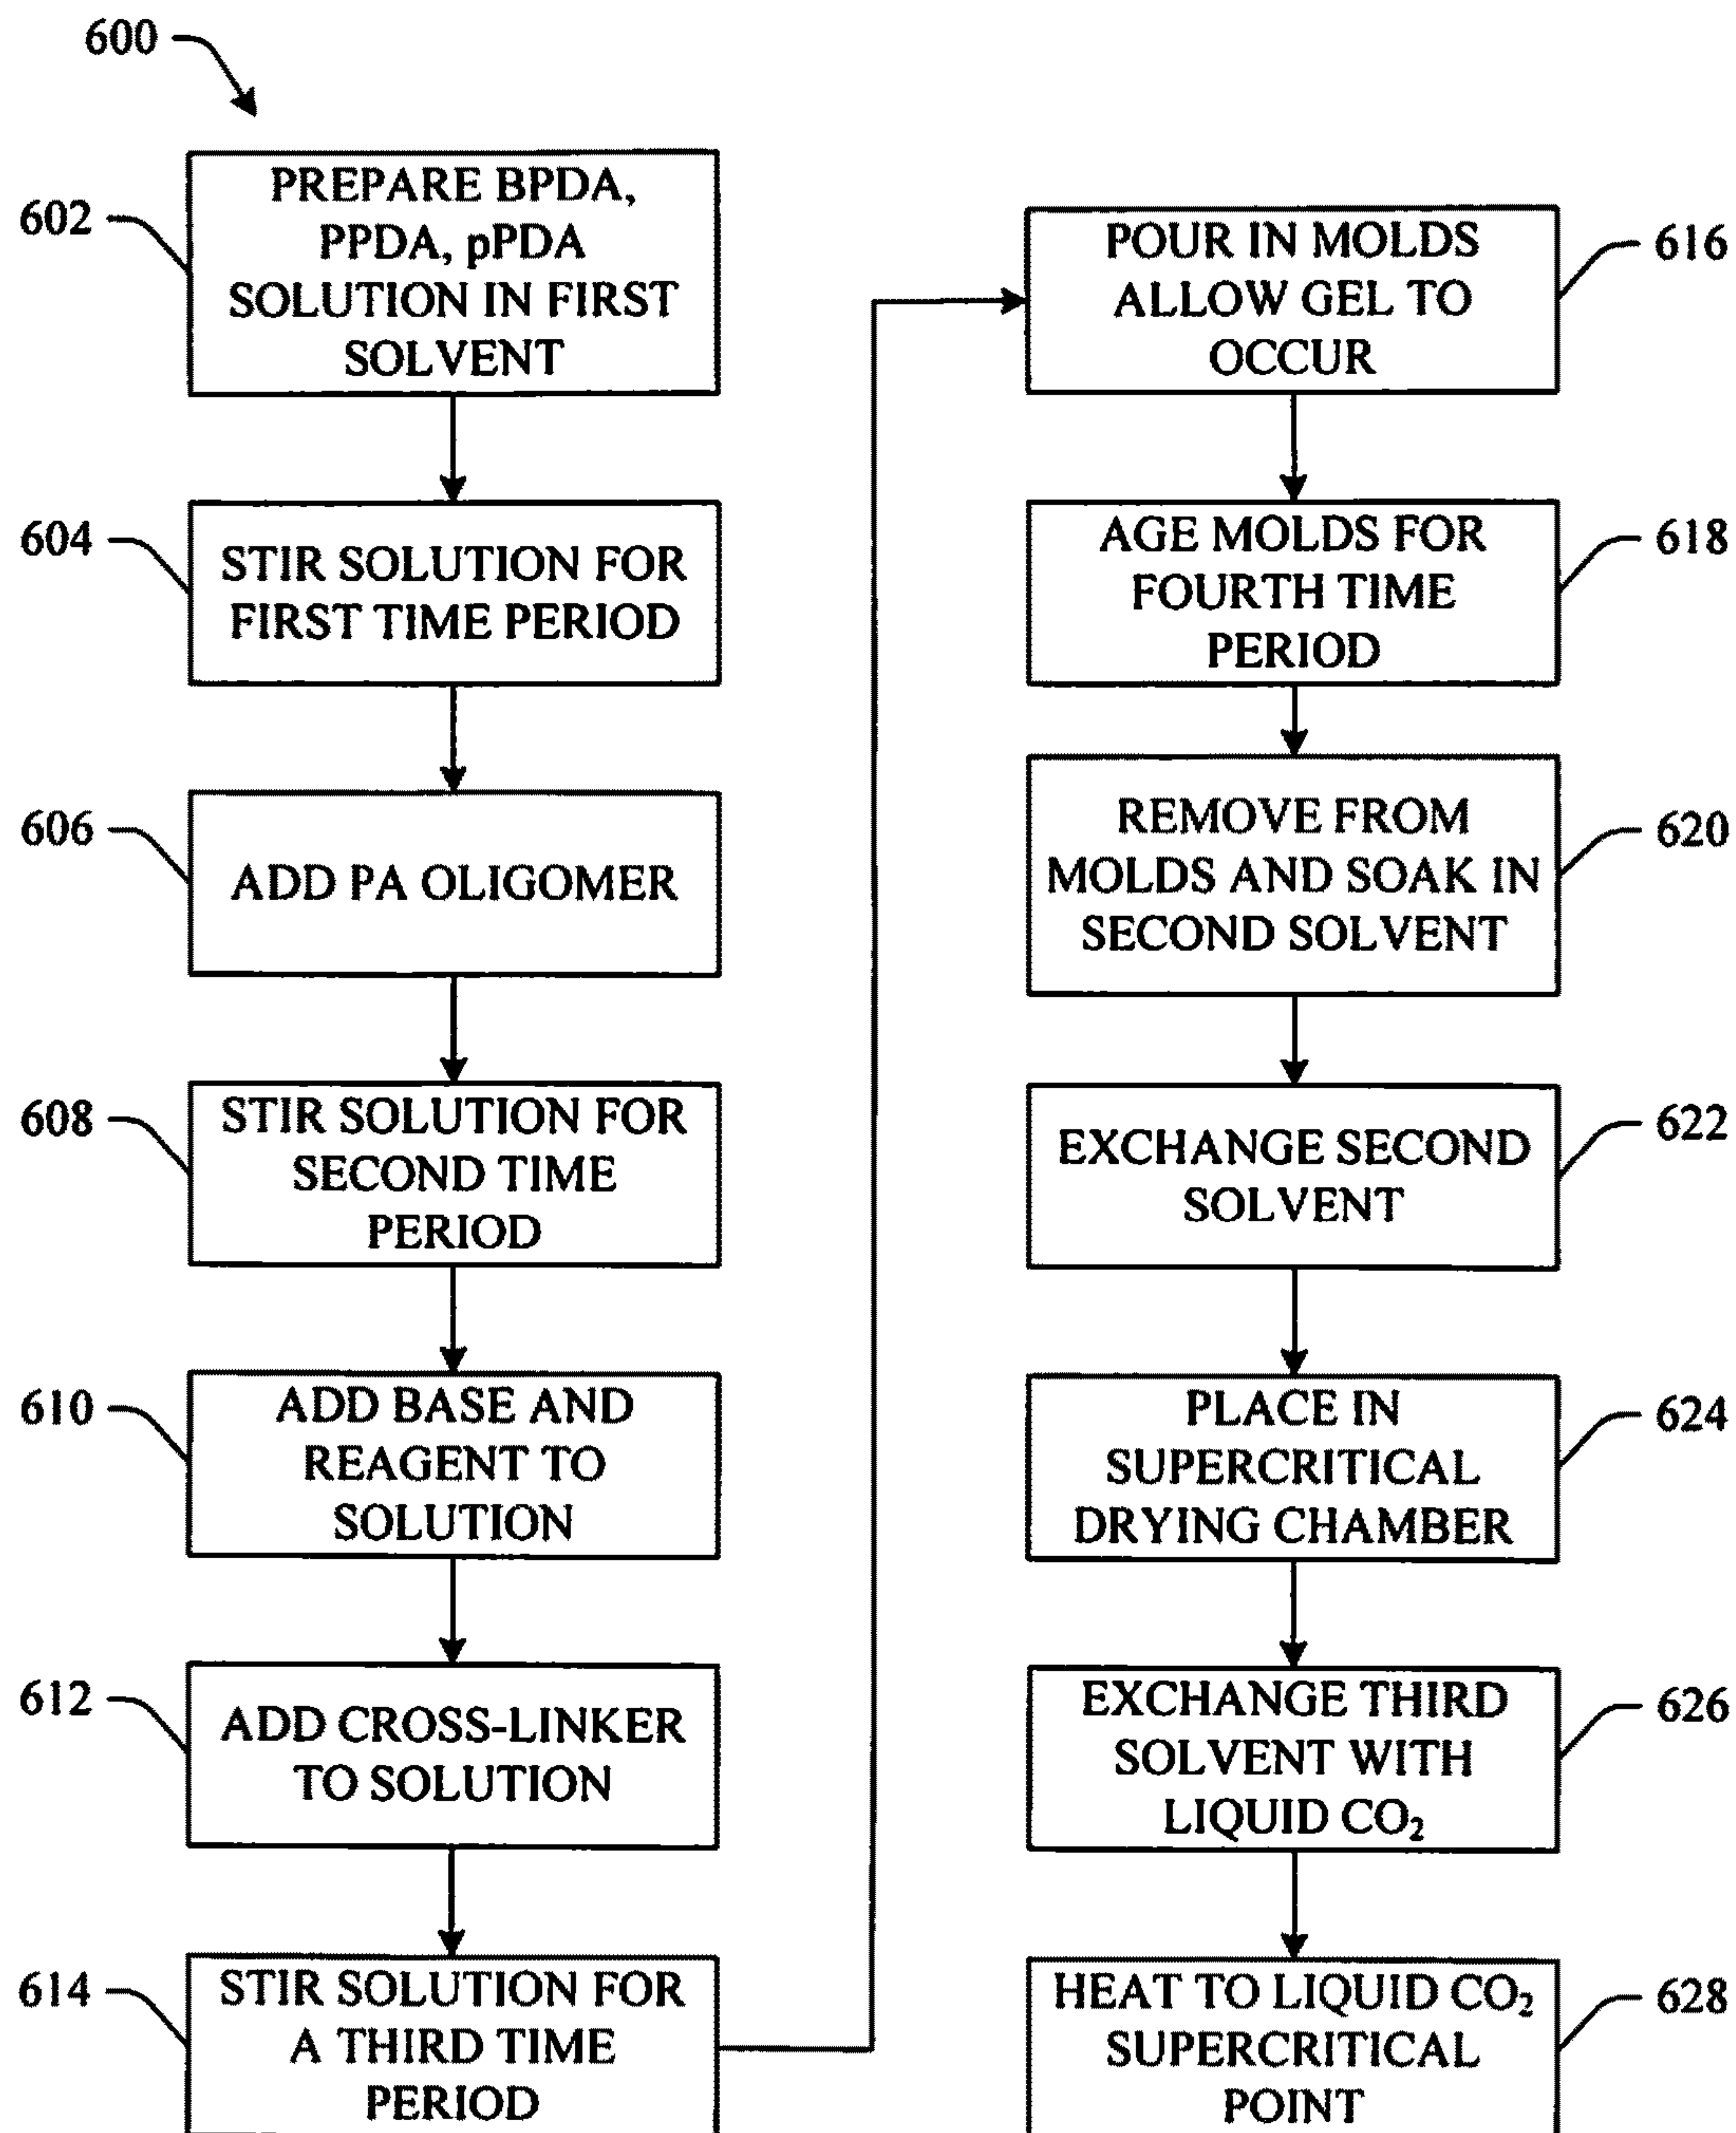 600
602
PREPARE BPDA,
PPDA, pPDA
SOLUTION IN FIRST
SOLVENT
604
STIR SOLUTION FOR
FIRST TIME PERIOD
606
ADD PA OLIGOMER
608
STIR SOLUTION FOR
SECOND TIME
PERIOD
610
ADD BASE AND
REAGENT TO
SOLUTION
612
ADD CROSS-LINKER
TO SOLUTION
614
STIR SOLUTION FOR
A THIRD TIME
PERIOD
POUR IN MOLDS
ALLOW GEL TO
OCCUR
616
AGE MOLDS FOR
FOURTH TIME
PERIOD
618
REMOVE FROM
MOLDS AND SOAK IN
SECOND SOLVENT
620
EXCHANGE SECOND
SOLVENT
622
PLACE IN
SUPERCRITICAL
DRYING CHAMBER
624
EXCHANGE THIRD
SOLVENT WITH
LIQUID CO₂
626
HEAT TO LIQUID CO₂
SUPERCRITICAL
POINT
628